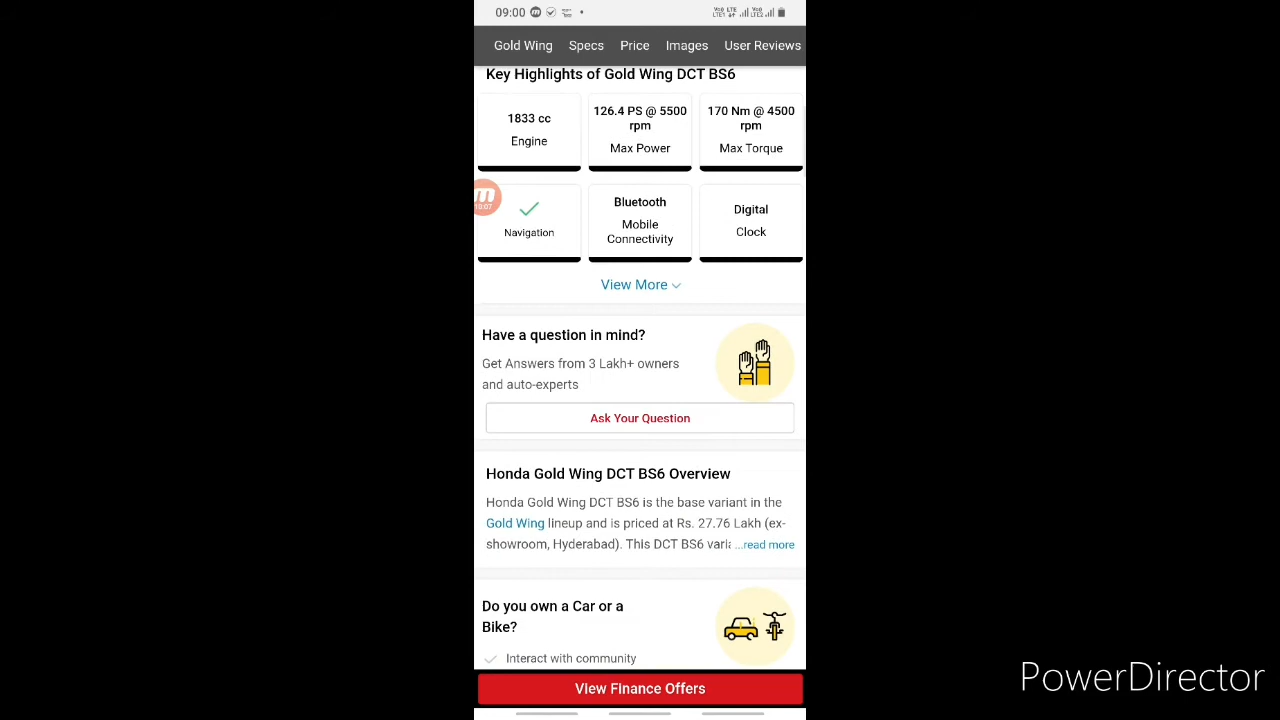 09:00
Gold Wing Specs Price Images User Reviews
Key Highlights of Gold Wing DCT BS6
1833 cc
Engine
126.4 PS @ 5500
rpm
Max Power
170 Nm @ 4500
rpm
Max Torque
Navigation
Bluetooth
Mobile
Connectivity
Digital
Clock
View More
Have a question in mind?
Get Answers from 3 Lakh+ owners
and auto-experts
Ask Your Question
Honda Gold Wing DCT BS6 Overview
Honda Gold Wing DCT BS6 is the base variant in the
Gold Wing lineup and is priced at Rs. 27.76 Lakh (ex-
showroom, Hyderabad). This DCT BS6 varia ...read more
Do you own a Car or a
Bike?
Interact with community
View Finance Offers
PowerDirector